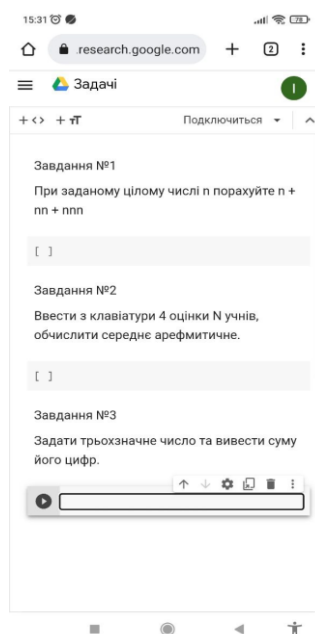 15:31
78
.research.google.com
2
Задачі
I
+ <> + тТ
Подключиться
Завдання №1
При заданому цілому числі n порахуйте n +
nn + nnn
[ ]
Завдання №2
Ввести з клавіатури 4 оцінки N учнів,
обчислити середнє арефмитичне.
[ ]
Завдання №3
Задати трьохзначне число та вивести суму
його цифр.